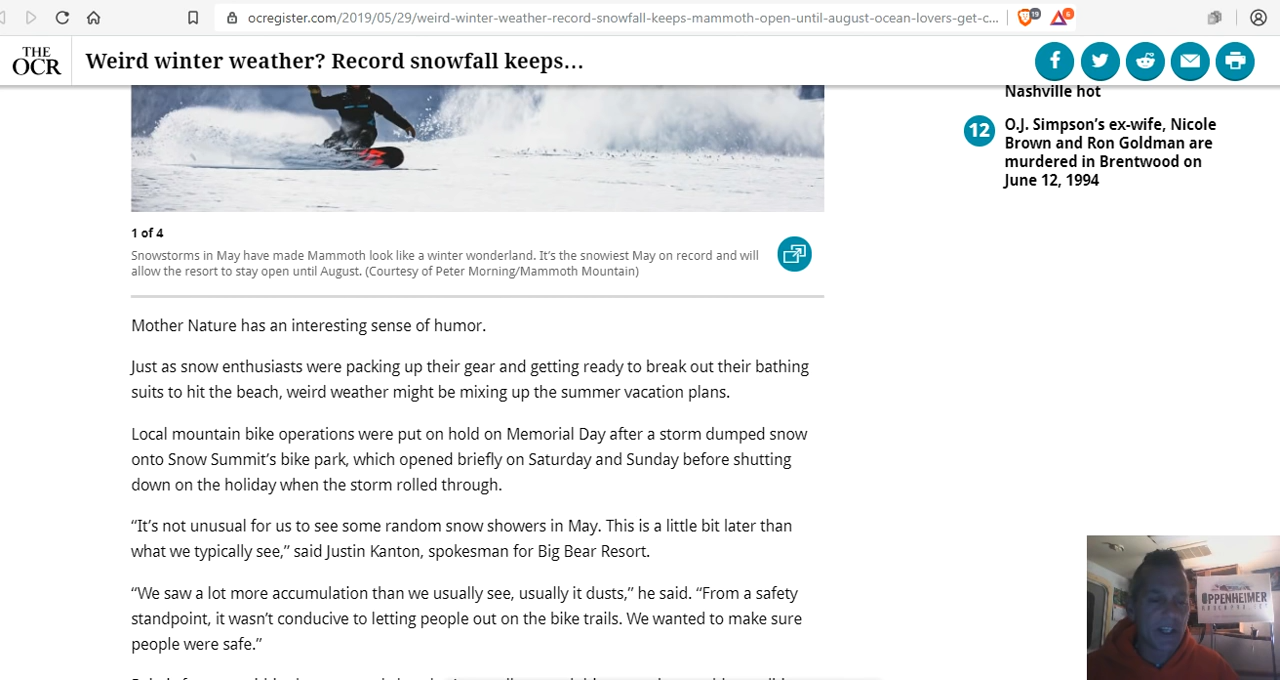 ocregister.com/2019/05/29/weird-winter-weather-record-snowfall-keeps-mammoth-open-until-august-ocean-lovers-get-c...
19
6
THE
OCR
Weird winter weather? Record snowfall keeps...
Nashville hot
12
O.J. Simpson's ex-wife, Nicole
Brown and Ron Goldman are
murdered in Brentwood on
June 12, 1994
1 of 4
Snowstorms in May have made Mammoth look like a winter wonderland. It's the snowiest May on record and will
allow the resort to stay open until August. (Courtesy of Peter Morning/Mammoth Mountain)
Mother Nature has an interesting sense of humor.
Just as snow enthusiasts were packing up their gear and getting ready to break out their bathing
suits to hit the beach, weird weather might be mixing up the summer vacation plans.
Local mountain bike operations were put on hold on Memorial Day after a storm dumped snow
onto Snow Summit's bike park, which opened briefly on Saturday and Sunday before shutting
down on the holiday when the storm rolled through.
“It's not unusual for us to see some random snow showers in May. This is a little bit later than
what we typically see,” said Justin Kanton, spokesman for Big Bear Resort.
“We saw a lot more accumulation than we usually see, usually it dusts,” he said. “From a safety
standpoint, it wasn't conducive to letting people out on the bike trails. We wanted to make sure
people were safe.”
OPPENHEIMER